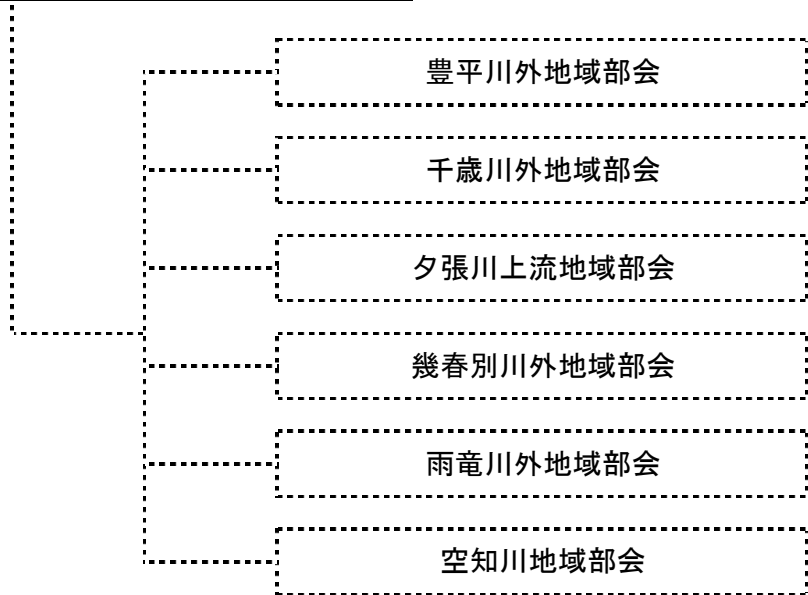 豊平川外地域部会
千歳川外地域部会
夕張川上流地域部会
幾春別川外地域部会
雨竜川外地域部会
空知川地域部会